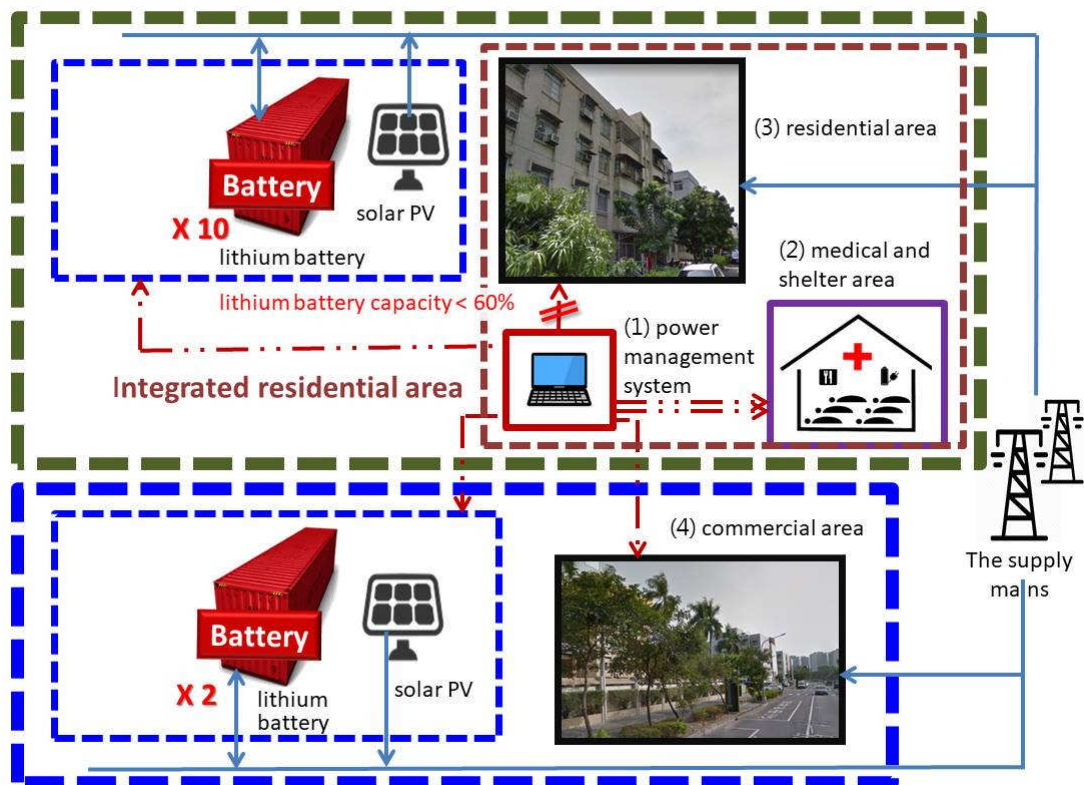 Battery
X 10
lithium battery
solar PV
(3) residential area
(2) medical and
shelter area
lithium battery capacity < 60%
(1) power
management
system
Integrated residential area
(4) commercial area
The supply
mains
Battery
X 2
lithium
battery
solar PV